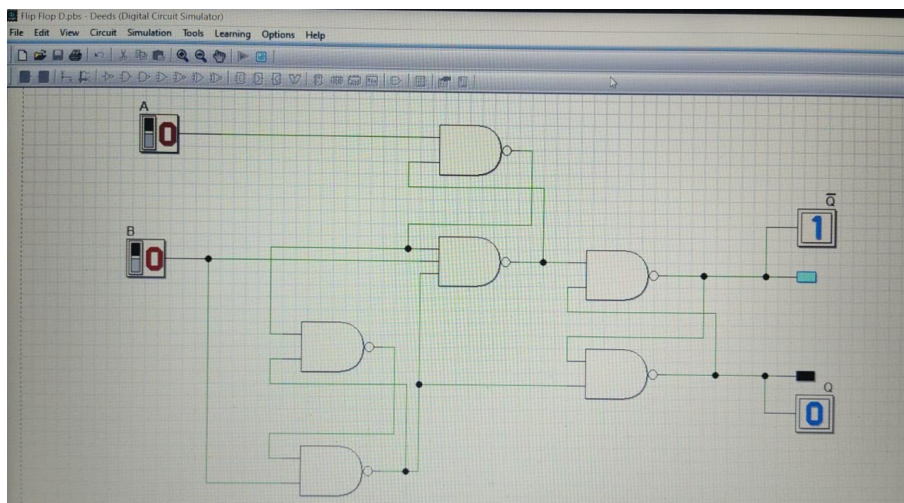 Flip Flop D.pbs - Deeds (Digital Circuit Simulator)
File Edit View Circuit Simulation Tools Learning Options Help
A
0
Q̅
1
B
0
Q
0